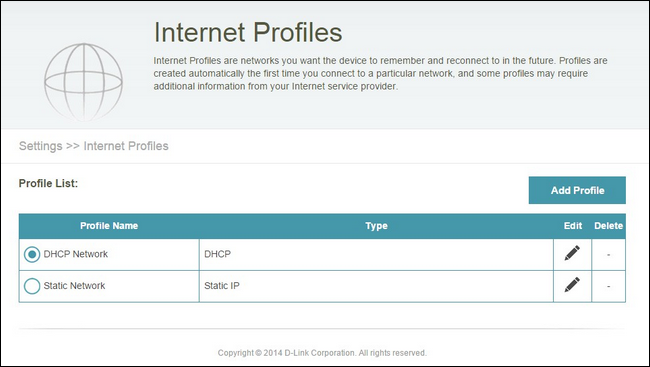 Internet Profiles
Internet Profiles are networks you want the device to remember and reconnect to in the future. Profiles are
created automatically the first time you connect to a particular network, and some profiles may require
additional information from your Internet service provider.
Settings >> Internet Profiles
Profile List:
Add Profile
Profile Name Type Edit Delete
DHCP Network DHCP -
Static Network Static IP -
Copyright © 2014 D-Link Corporation. All rights reserved.